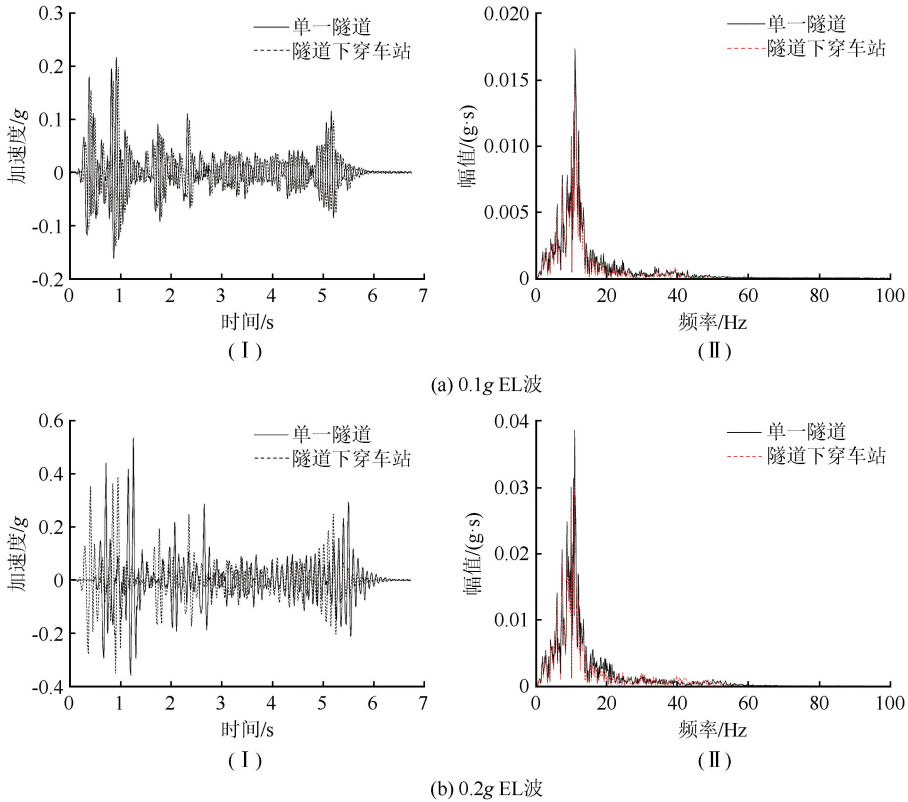 0.3
0.2
0.1
0
-0.1
-0.2
加速度/g
0 1 2 3 4 5 6 7
时间/s
单一隧道
隧道下穿车站
(Ⅰ)
0.020
0.015
0.010
0.005
0
幅值/(g·s)
0 20 40 60 80 100
频率/Hz
单一隧道
隧道下穿车站
(Ⅱ)
(a) 0.1g EL波
0.6
0.4
0.2
0
-0.2
-0.4
加速度/g
0 1 2 3 4 5 6 7
时间/s
单一隧道
隧道下穿车站
(Ⅰ)
0.04
0.03
0.02
0.01
0
幅值/(g·s)
0 20 40 60 80 100
频率/Hz
单一隧道
隧道下穿车站
(Ⅱ)
(b) 0.2g EL波